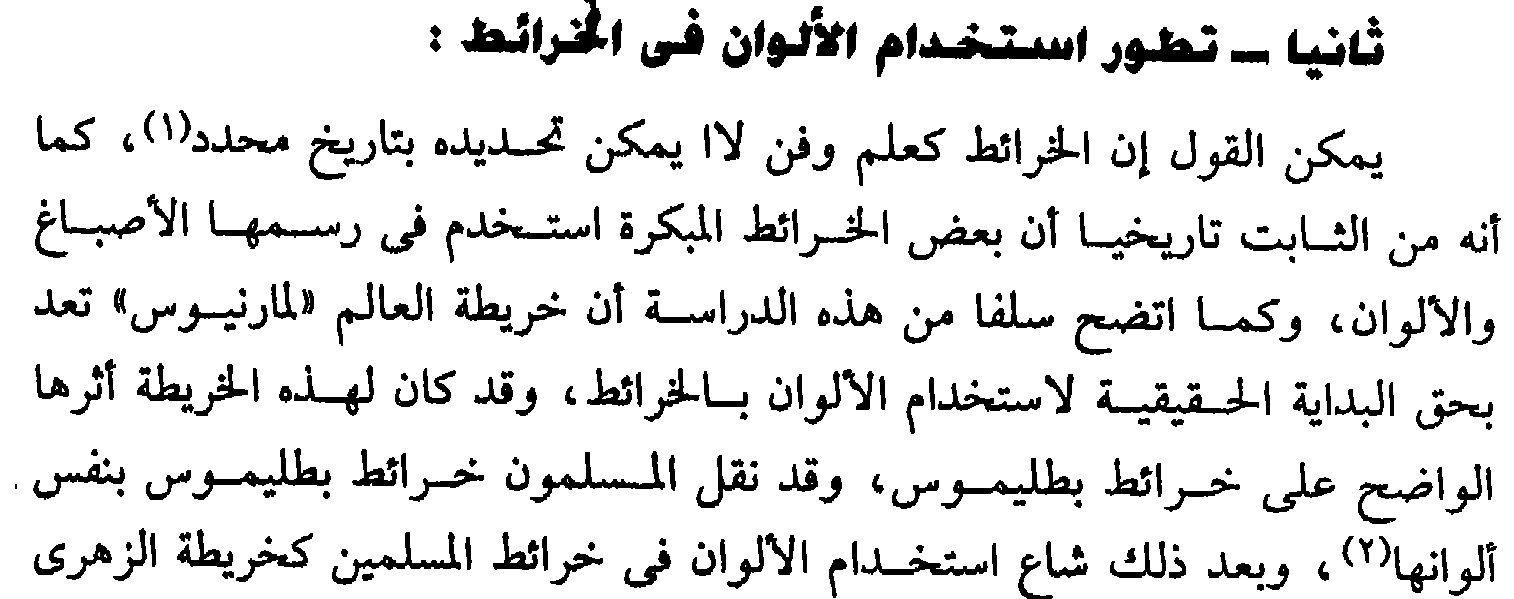 ثانيا ــ تطور استخدام الألوان فى الخرائط :
يمكن القول إن الخرائط كعلم وفن لاا يمكن تحديده بتاريخ محدد(١)، كما
أنه من الثابت تاريخيا أن بعض الخرائط المبكرة استخدم فى رسمها الأصباغ
والألوان، وكما اتضح سلفا من هذه الدراسة أن خريطة العالم «لمارنيوس» تعد
بحق البداية الحقيقية لاستخدام الألوان بالخرائط، وقد كان لهذه الخريطة أثرها
الواضح على خرائط بطليموس، وقد نقل المسلمون خرائط بطليموس بنفس
ألوانها(٢)، وبعد ذلك شاع استخدام الألوان فى خرائط المسلمين كخريطة الزهرى